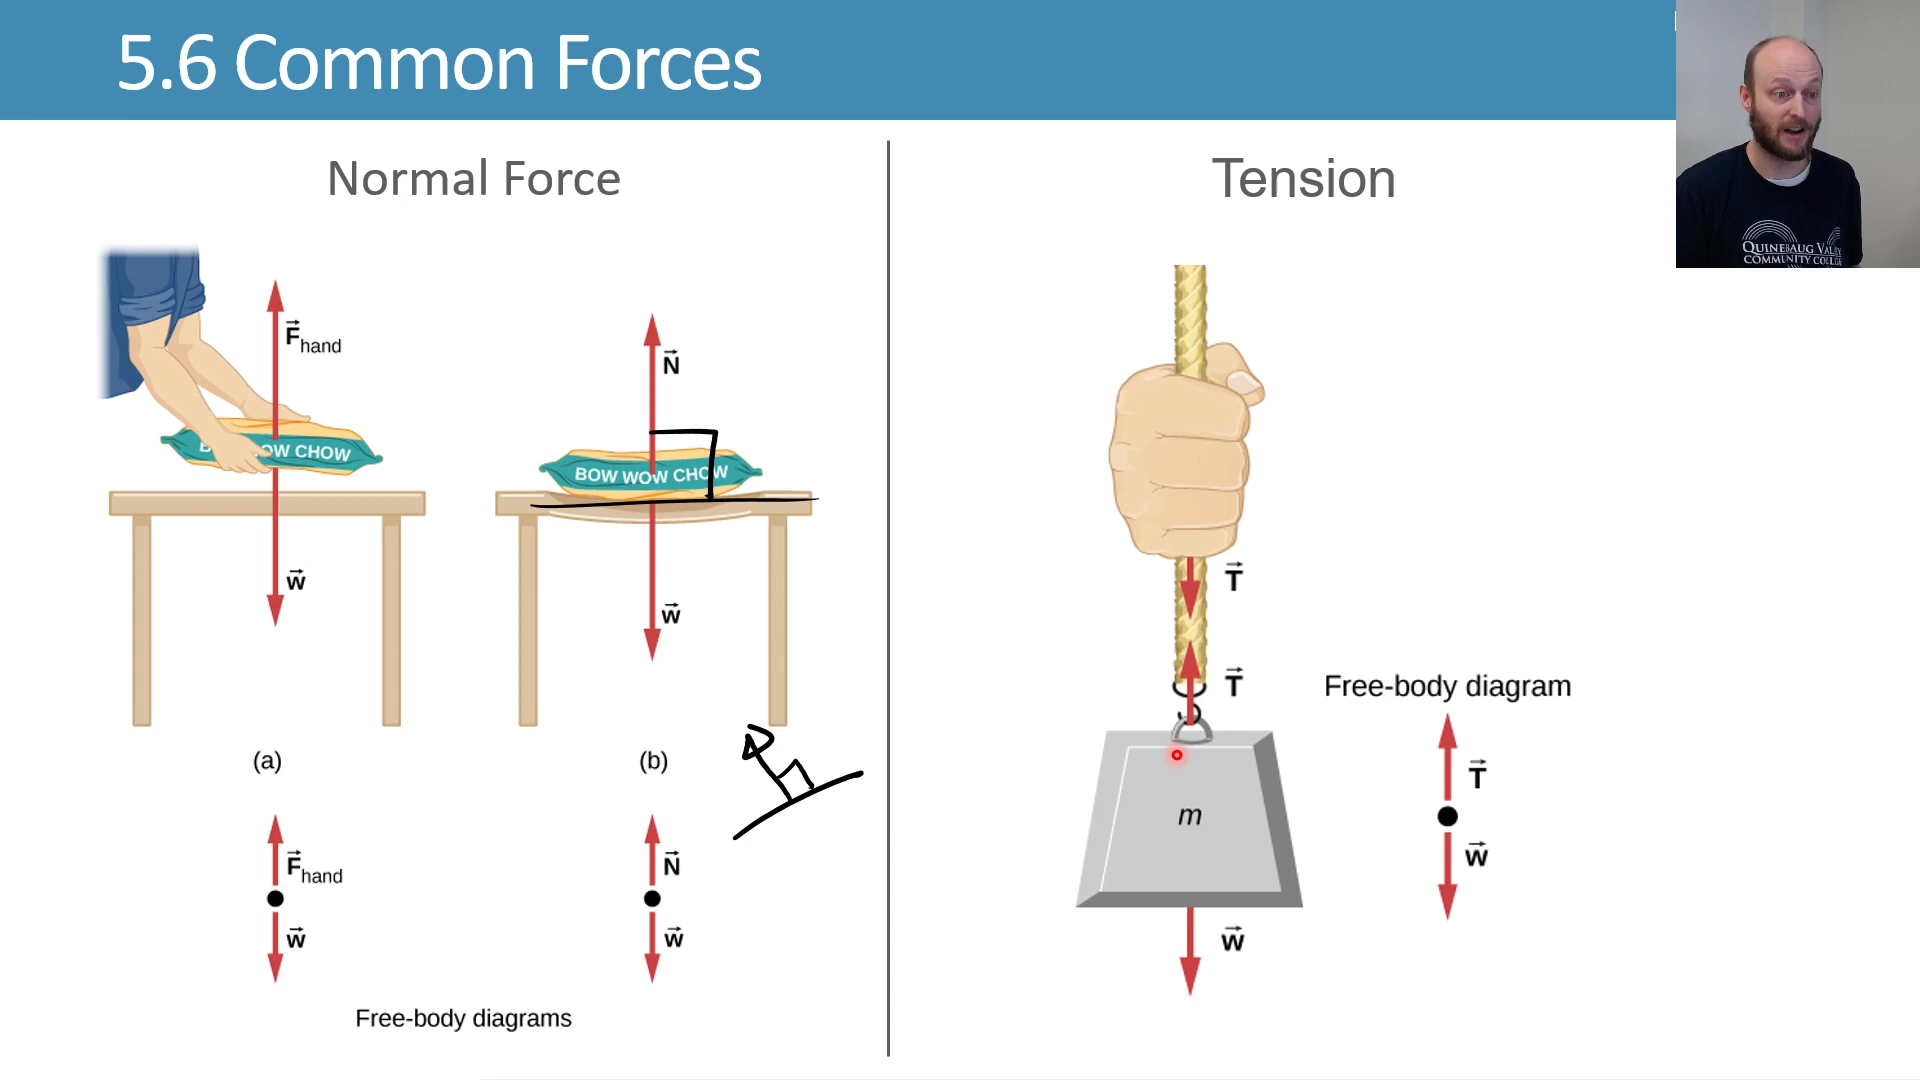 5.6 Common Forces
Normal Force
F⃗hand
BOW CHOW
w⃗
(a)
F⃗hand
w⃗
N⃗
BOW WOW CHOW
w⃗
(b)
N⃗
w⃗
Free-body diagrams
Tension
T⃗
T⃗
m
w⃗
Free-body diagram
T⃗
w⃗
QUINEBAUG VALLEY
COMMUNITY COLLEGE